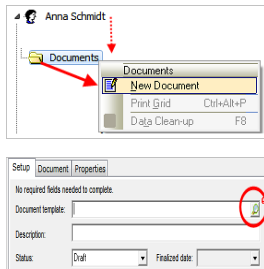 Anna Schmidt
Documents
Documents
New Document
Print Grid Ctrl+Alt+P
Data Clean-up F8
Setup Document Properties
No required fields needed to complete.
Document template:
Description:
Status: Draft Finalized date: